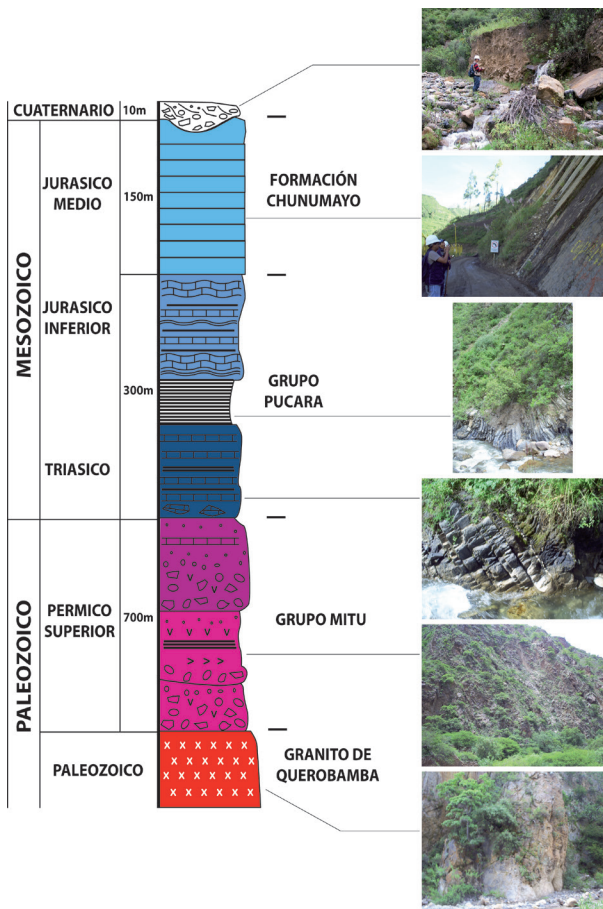 CUATERNARIO
10m
MESOZOICO
JURASICO
MEDIO
150m
FORMACIÓN
CHUNUMAYO
JURASICO
INFERIOR
300m
GRUPO
PUCARA
TRIASICO
PALEOZOICO
PERMICO
SUPERIOR
700m
GRUPO MITU
PALEOZOICO
GRANITO DE
QUEROBAMBA